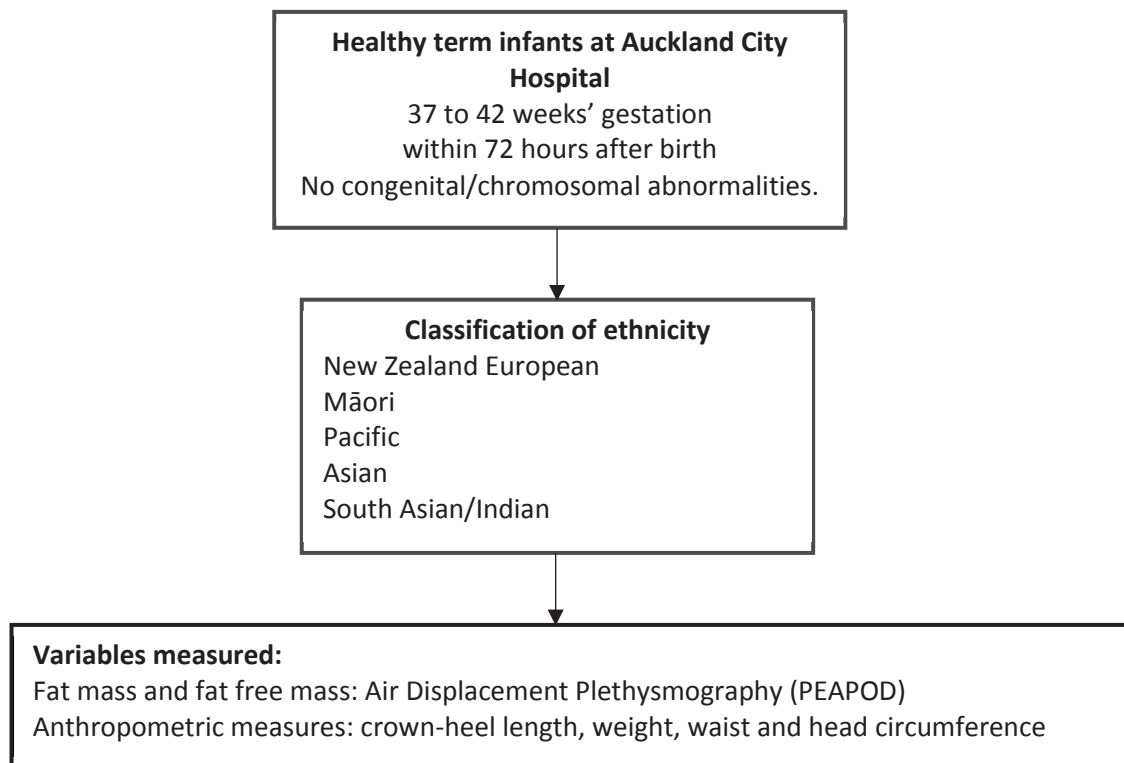 Healthy term infants at Auckland City
Hospital
37 to 42 weeks’ gestation
within 72 hours after birth
No congenital/chromosomal abnormalities.
Classification of ethnicity
New Zealand European
Māori
Pacific
Asian
South Asian/Indian
Variables measured:
Fat mass and fat free mass: Air Displacement Plethysmography (PEAPOD)
Anthropometric measures: crown-heel length, weight, waist and head circumference